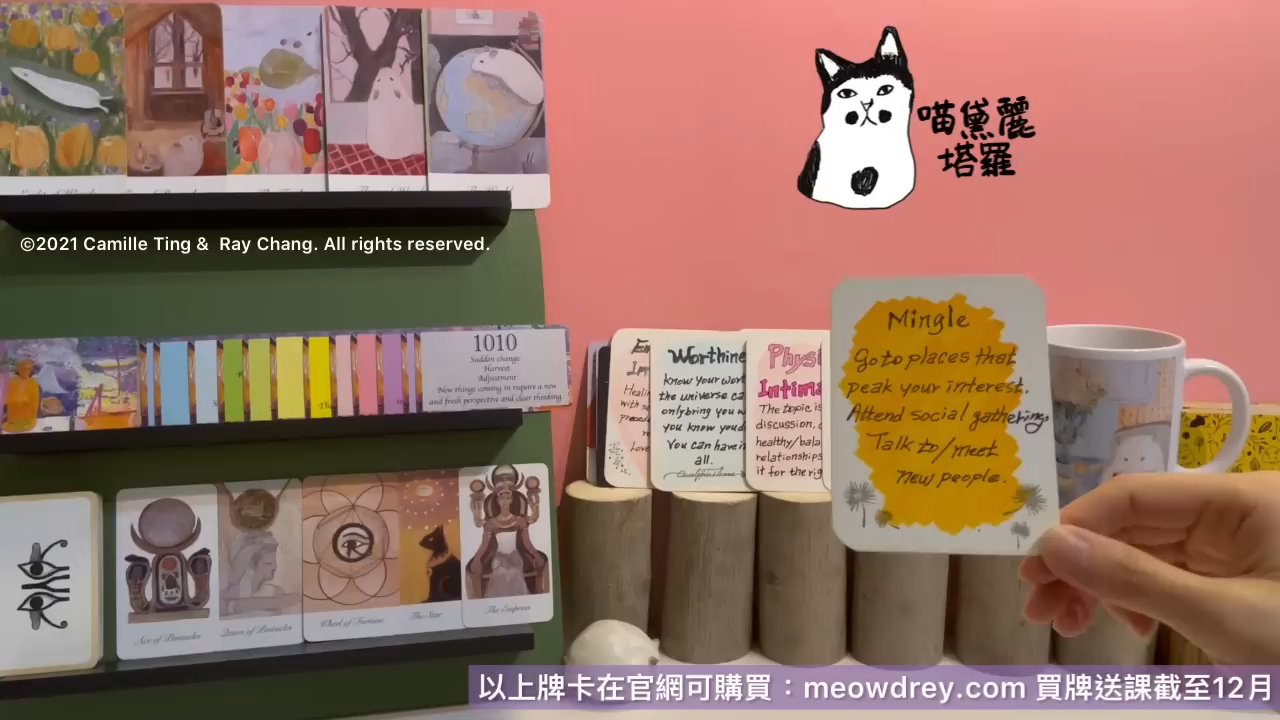 喵黛麗
塔羅
©2021 Camille Ting & Ray Chang. All rights reserved.
1010
Sudden change.
Harvest.
Adjustment
New things coming in require a new
and fresh perspective and clear thinking.
Worthine
Know your wort
the universe ca
only bring you w
you know you d
You can have i
all.
Physi
Intima
The topic is
discussion,
healthy/bala
relationships
it for the rig
Mingle
Go to places that
peak your interest.
Attend social gathering.
Talk to/meet
new people.
Ace of Pentacles
Queen of Pentacles
Wheel of Fortune
The Star
The Empress
以上牌卡在官網可購買：meowdrey.com 買牌送課截至12月